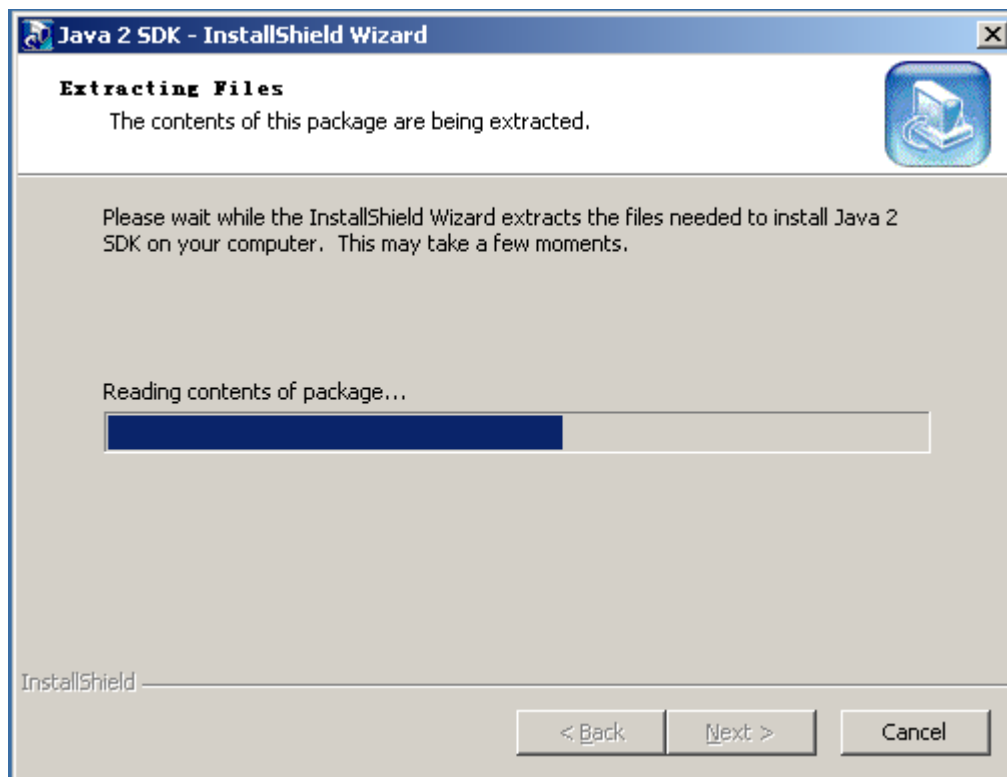 Java 2 SDK - InstallShield Wizard
Extracting Files
The contents of this package are being extracted.
Please wait while the InstallShield Wizard extracts the files needed to install Java 2
SDK on your computer.  This may take a few moments.
Reading contents of package...
InstallShield
< Back
Next >
Cancel